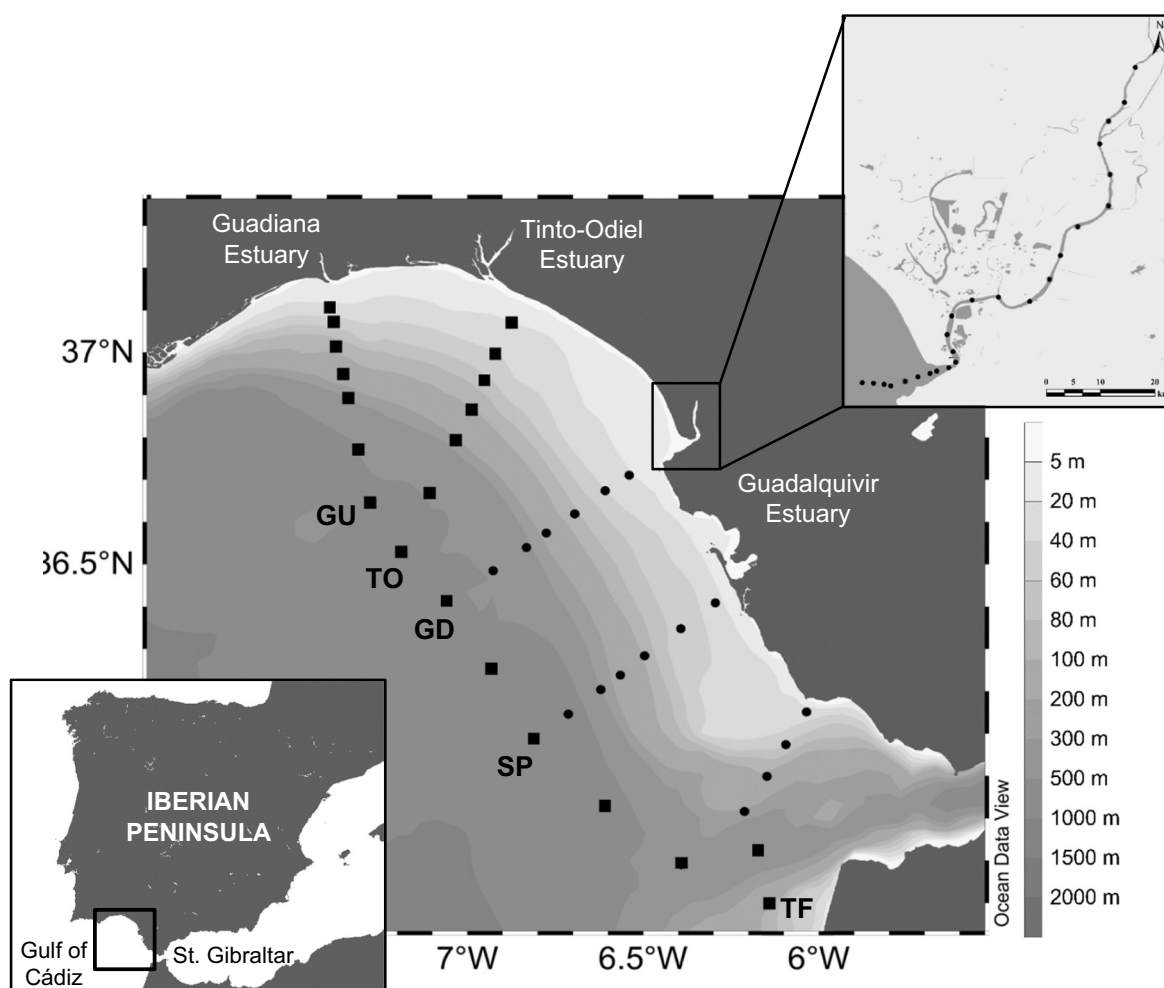 N
0 5 10 20
Guadiana
Estuary
Tinto-Odiel
Estuary
37°N
5 m
20 m
Guadalquivir
Estuary
40 m
GU
36.5°N
60 m
TO
80 m
GD
100 m
200 m
300 m
SP
500 m
IBERIAN
PENINSULA
1000 m
1500 m
2000 m
Ocean Data View
TF
Gulf of
Cádiz
St. Gibraltar
7°W
6.5°W
6°W